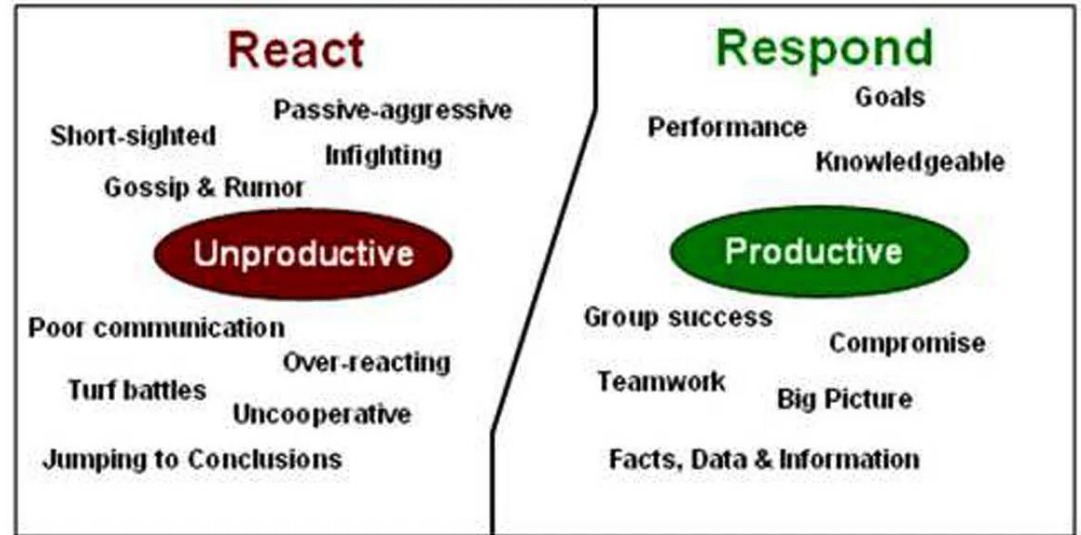 React
Passive-aggressive
Short-sighted
Infighting
Gossip & Rumor
Unproductive
Poor communication
Over-reacting
Turf battles
Uncooperative
Jumping to Conclusions
Respond
Goals
Performance
Knowledgeable
Productive
Group success
Compromise
Teamwork
Big Picture
Facts, Data & Information